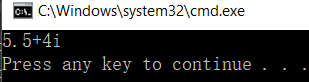 C:\Windows\system32\cmd.exe
5.5+4i
Press any key to continue . . .